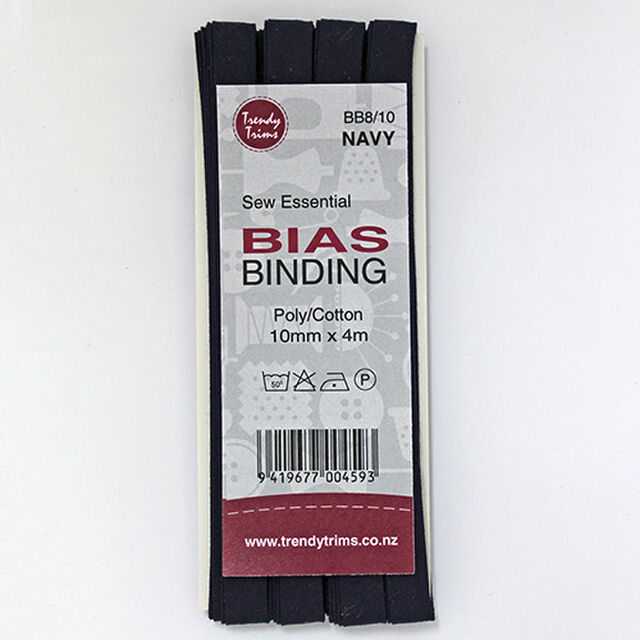 Trendy
Trims
BB8/10
NAVY
Sew Essential
BIAS
BINDING
Poly/Cotton
10mm x 4m
50° P
9 419677 004593
www.trendytrims.co.nz